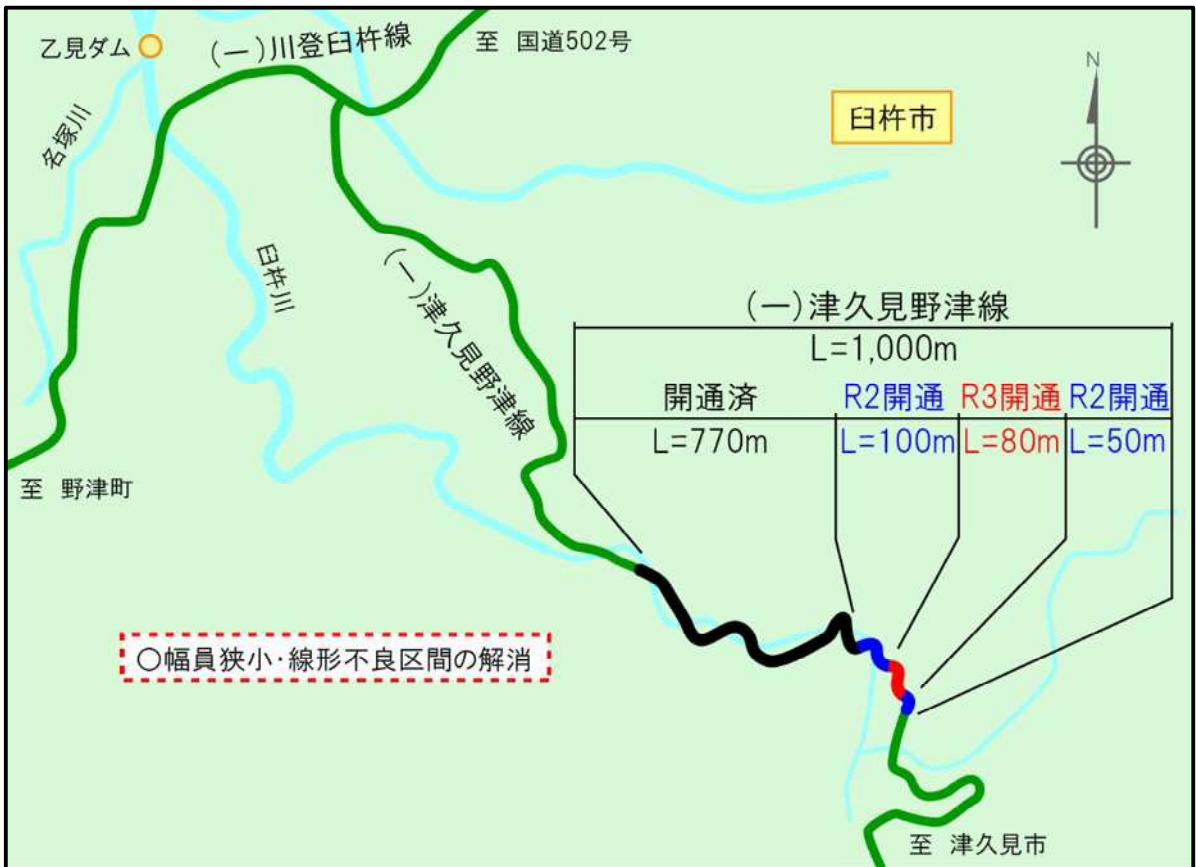 乙見ダム
(一)川登臼杵線
至 国道502号
N
臼杵市
名塚川
臼杵川
(一)津久見野津線
(一)津久見野津線
L=1,000m
開通済 R2開通 R3開通 R2開通
L=770m L=100m L=80m L=50m
至 野津町
○幅員狭小・線形不良区間の解消
至 津久見市